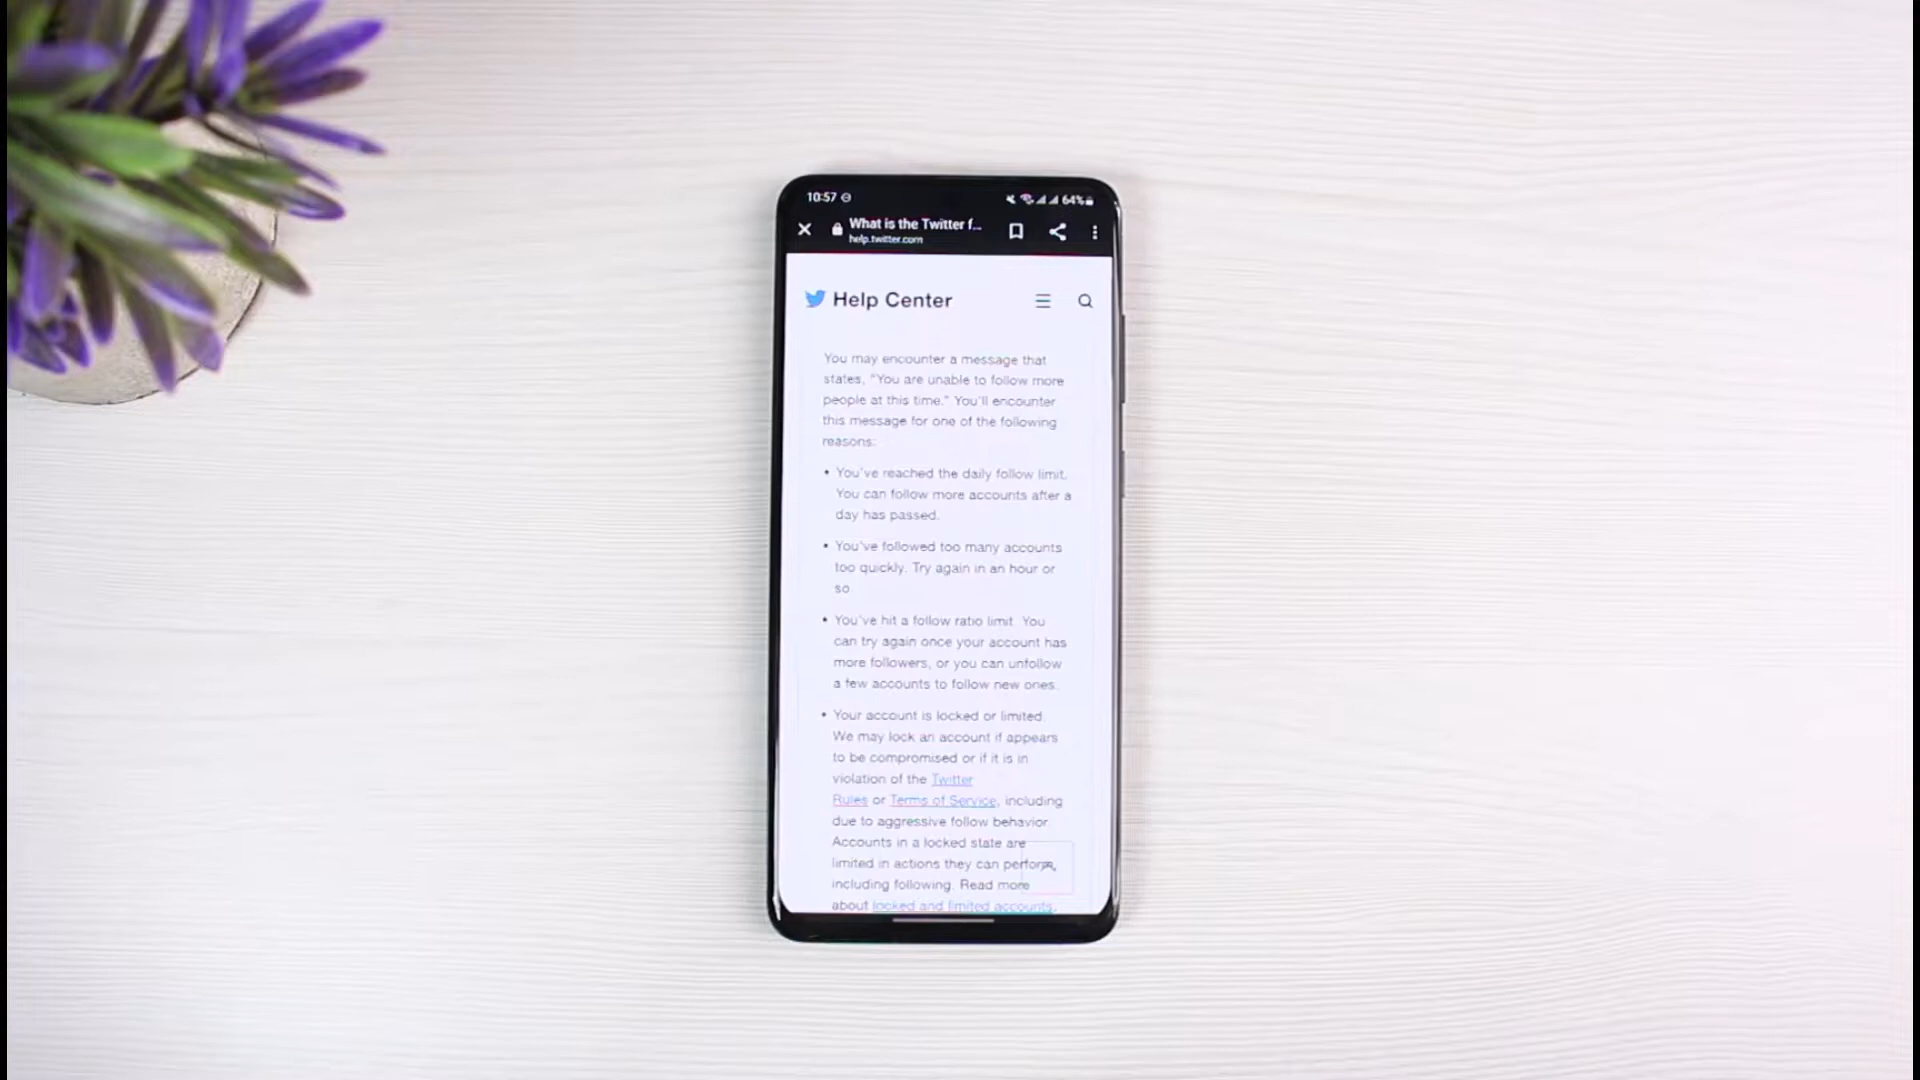 10:57
64%
What is the Twitter f...
help.twitter.com
Help Center
You may encounter a message that
states, "You are unable to follow more
people at this time." You'll encounter
this message for one of the following
reasons:
• You've reached the daily follow limit.
You can follow more accounts after a
day has passed.
• You've followed too many accounts
too quickly. Try again in an hour or
so.
• You've hit a follow ratio limit. You
can try again once your account has
more followers, or you can unfollow
a few accounts to follow new ones.
• Your account is locked or limited.
We may lock an account if appears
to be compromised or if it is in
violation of the Twitter
Rules or Terms of Service, including
due to aggressive follow behavior.
Accounts in a locked state are
limited in actions they can perform,
including following. Read more
about locked and limited accounts.